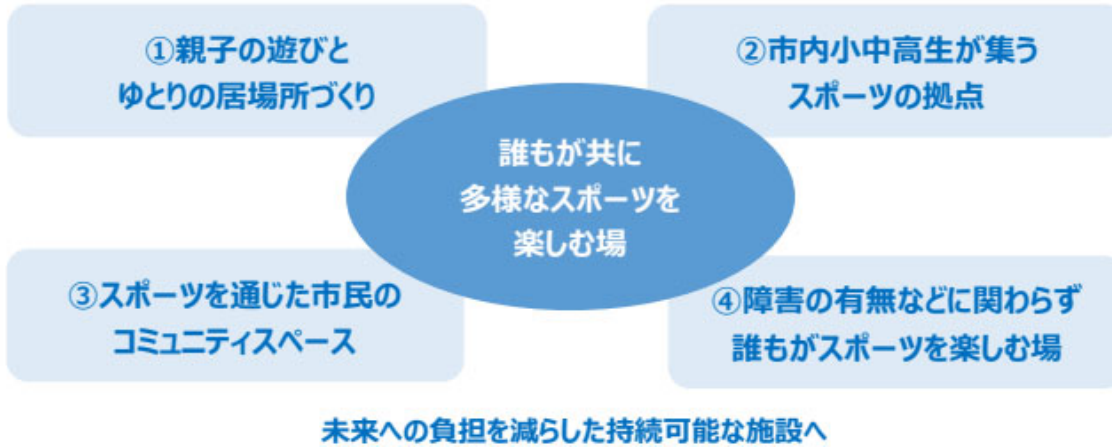 ①親子の遊びと
ゆとりの居場所づくり
②市内小中高生が集う
スポーツの拠点
誰もが共に
多様なスポーツを
楽しむ場
③スポーツを通じた市民の
コミュニティスペース
④障害の有無などに関わらず
誰もがスポーツを楽しむ場
未来への負担を減らした持続可能な施設へ